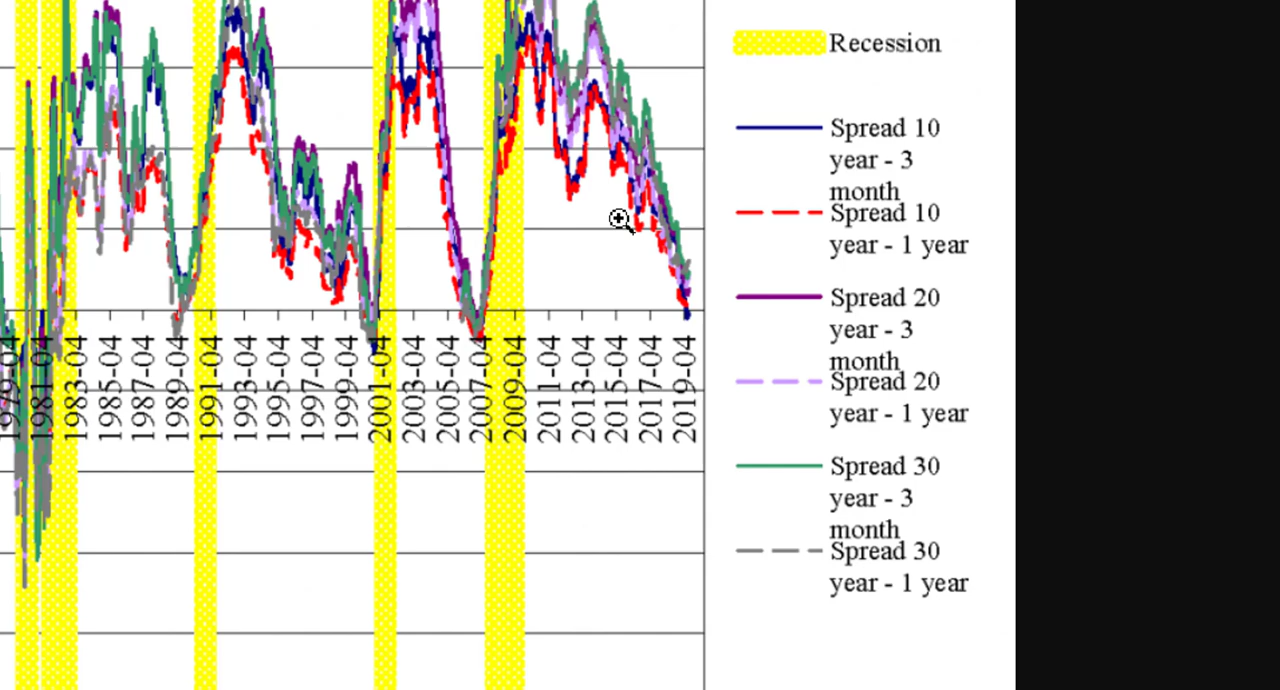 Recession
Spread 10
year - 3
month
Spread 10
year - 1 year
Spread 20
year - 3
month
Spread 20
year - 1 year
Spread 30
year - 3
month
Spread 30
year - 1 year
1979-04
1981-04
1983-04
1985-04
1987-04
1989-04
1991-04
1993-04
1995-04
1997-04
1999-04
2001-04
2003-04
2005-04
2007-04
2009-04
2011-04
2013-04
2015-04
2017-04
2019-04